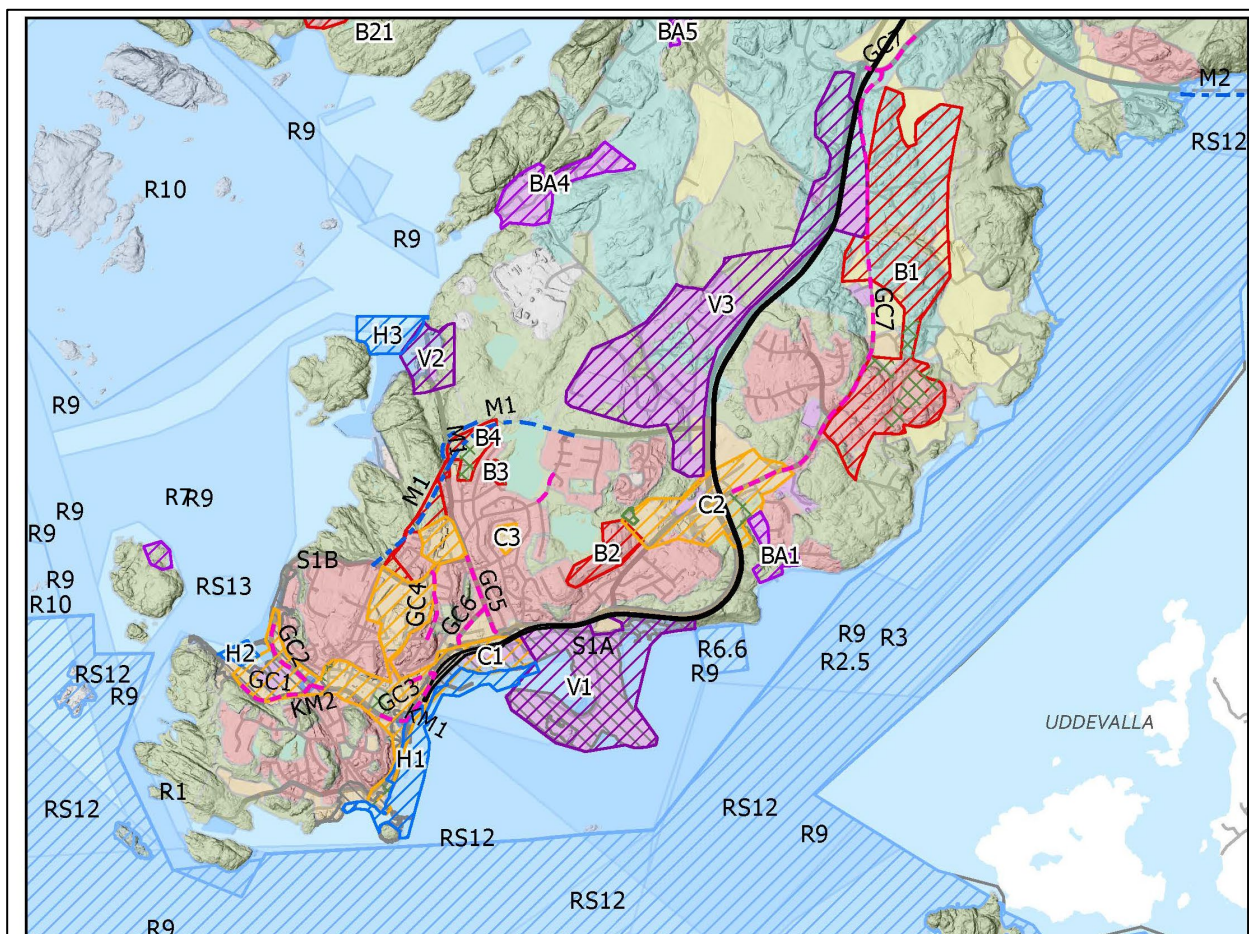 B21
BA5
GC7
M2
R9
RS12
R10
BA4
R9
B1
V3
GC7
H3
V2
M1
R9
M1
B4
B3
M1
R7
R9
R9
R9
C2
C3
S1B
B2
BA1
R9
RS13
R10
GC4
GC5
GC6
R9
R3
S1A
R6.6
H2
GC2
C1
R2.5
RS12
R9
R9
GC1
GC3
V1
KM2
KM1
UDDEVALLA
H1
R1
RS12
RS12
RS12
R9
RS12
R9